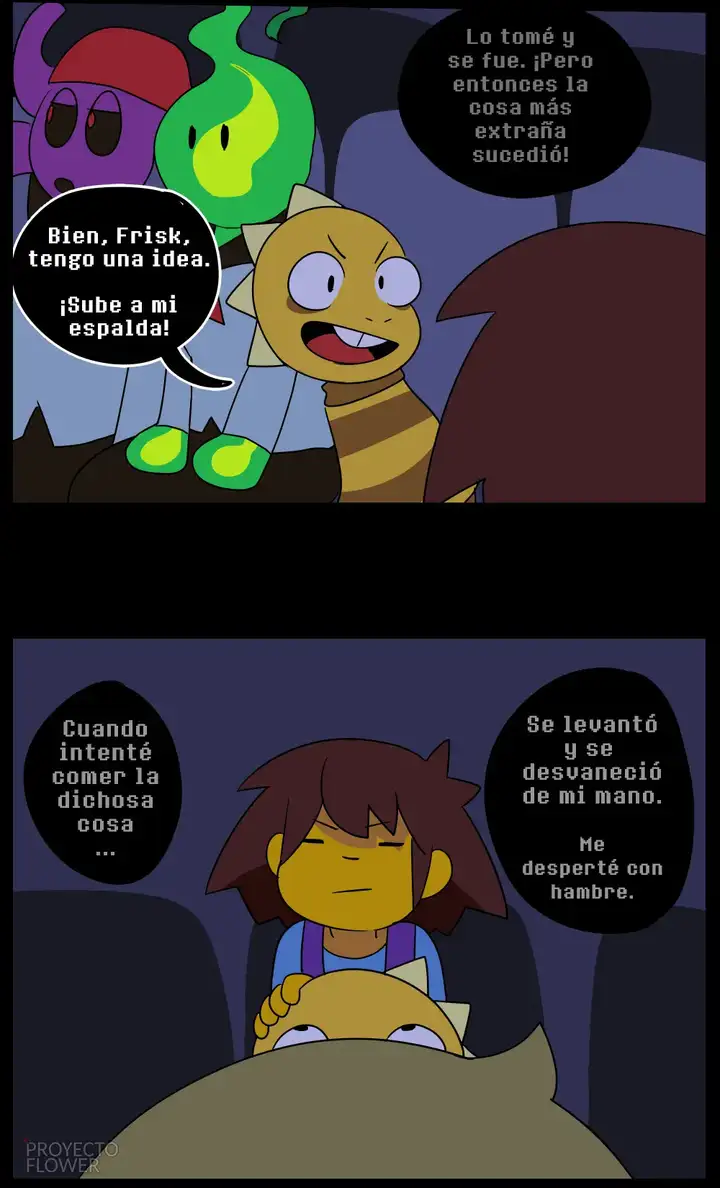 Lo tomé y
se fue. ¡Pero
entonces la
cosa más
extraña
sucedió!
Bien, Frisk,
tengo una idea.
¡Sube a mi
espalda!
Cuando
intenté
comer la
dichosa
cosa
...
Se levantó
y se
desvaneció
de mi mano.
Me
desperté con
hambre.
PROYECTO
FLOWER